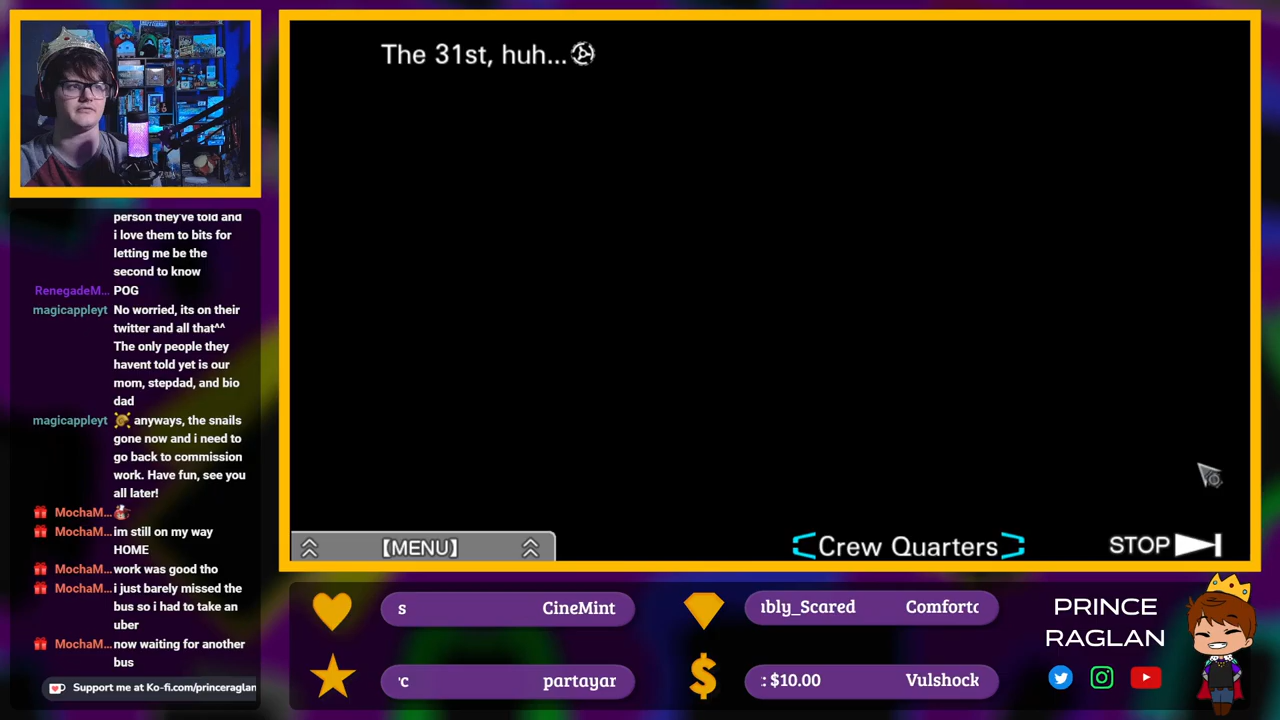 The 31st, huh...
person they've told and
i love them to bits for
letting me be the
second to know
RenegadeM... POG
magicappleyt No worried, its on their
twitter and all that^^
The only people they
havent told yet is our
mom, stepdad, and bio
dad
magicappleyt anyways, the snails
gone now and i need to
go back to commission
work. Have fun, see you
all later!
MochaM...
MochaM... im still on my way
HOME
MochaM... work was good tho
MochaM... i just barely missed the
bus so i had to take an
uber
MochaM... now waiting for another
bus
Support me at Ko-fi.com/princeraglan
【MENU】
Crew Quarters
STOP
s CineMint
ibly_Scared Comfortc
partayar
: $10.00 Vulshock
PRINCE
RAGLAN